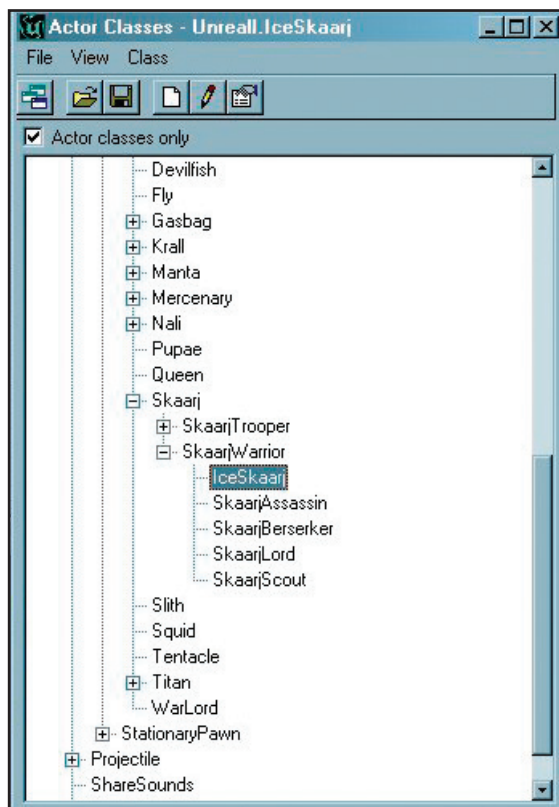 Actor Classes - UnrealI.IceSkaarj
File View Class
Actor classes only
Devilfish
Fly
Gasbag
Krall
Manta
Mercenary
Nali
Pupae
Queen
Skaarj
SkaarjTrooper
SkaarjWarrior
IceSkaarj
SkaarjAssassin
SkaarjBerserker
SkaarjLord
SkaarjScout
Slith
Squid
Tentacle
Titan
WarLord
StationaryPawn
Projectile
ShareSounds